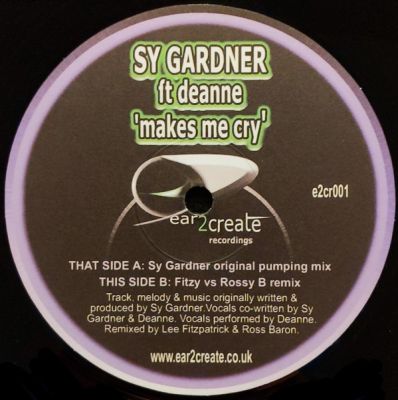 SY GARDNER
ft deanne
'makes me cry'
e2cr001
ear2create
recordings
THAT SIDE A: Sy Gardner original pumping mix
THIS SIDE B: Fitzy vs Rossy B remix
Track, melody & music originally written &
produced by Sy Gardner.Vocals co-written by Sy
Gardner & Deanne. Vocals performed by Deanne.
Remixed by Lee Fitzpatrick & Ross Baron.
www.ear2create.co.uk